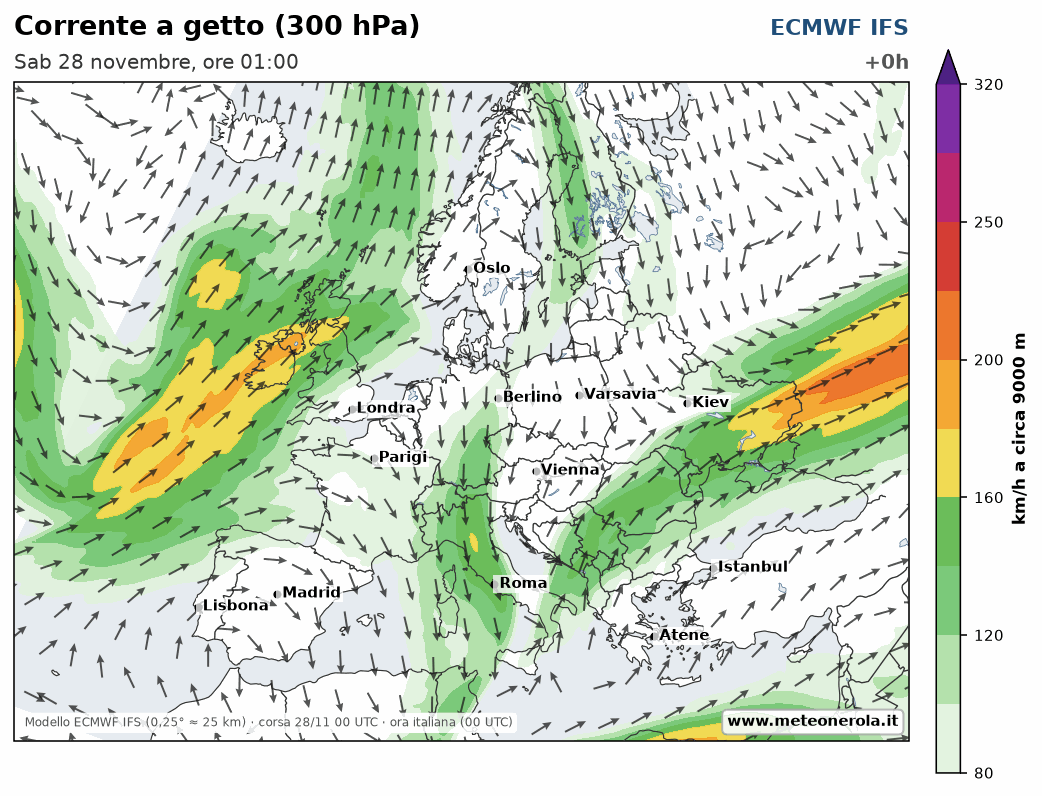 Corrente a getto (300 hPa)
ECMWF IFS
Sab 28 novembre, ore 01:00
+0h
320
250
200
160
120
80
km/h a circa 9000 m
Oslo
Londra
Berlino
Varsavia
Kiev
Parigi
Vienna
Roma
Istanbul
Madrid
Lisbona
Atene
Modello ECMWF IFS (0,25° ≈ 25 km) · corsa 28/11 00 UTC · ora italiana (00 UTC)
www.meteonerola.it